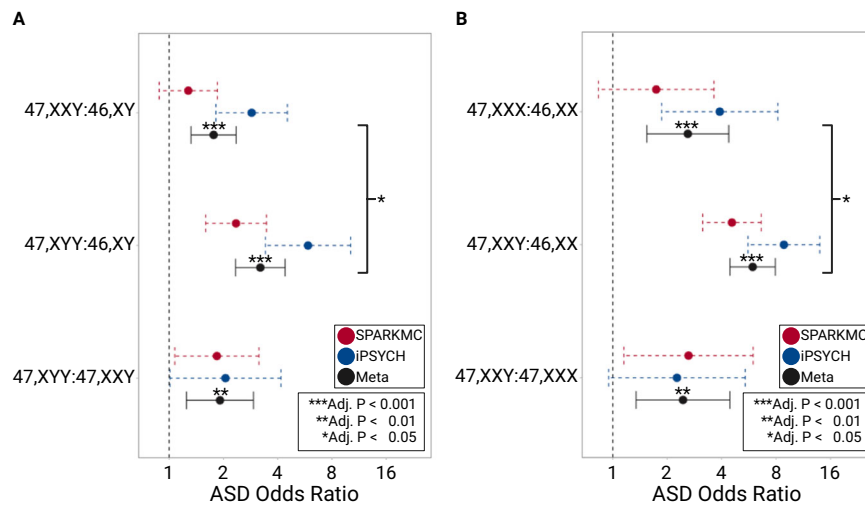 A
47,XXY:46,XY
***
*
47,XYY:46,XY
***
47,XYY:47,XXY
**
SPARKMC
iPSYCH
Meta
***Adj. P < 0.001
**Adj. P < 0.01
*Adj. P < 0.05
1 2 4 8 16
ASD Odds Ratio
B
47,XXX:46,XX
***
*
47,XXY:46,XX
***
47,XXY:47,XXX
**
SPARKMC
iPSYCH
Meta
***Adj. P < 0.001
**Adj. P < 0.01
*Adj. P < 0.05
1 2 4 8 16
ASD Odds Ratio